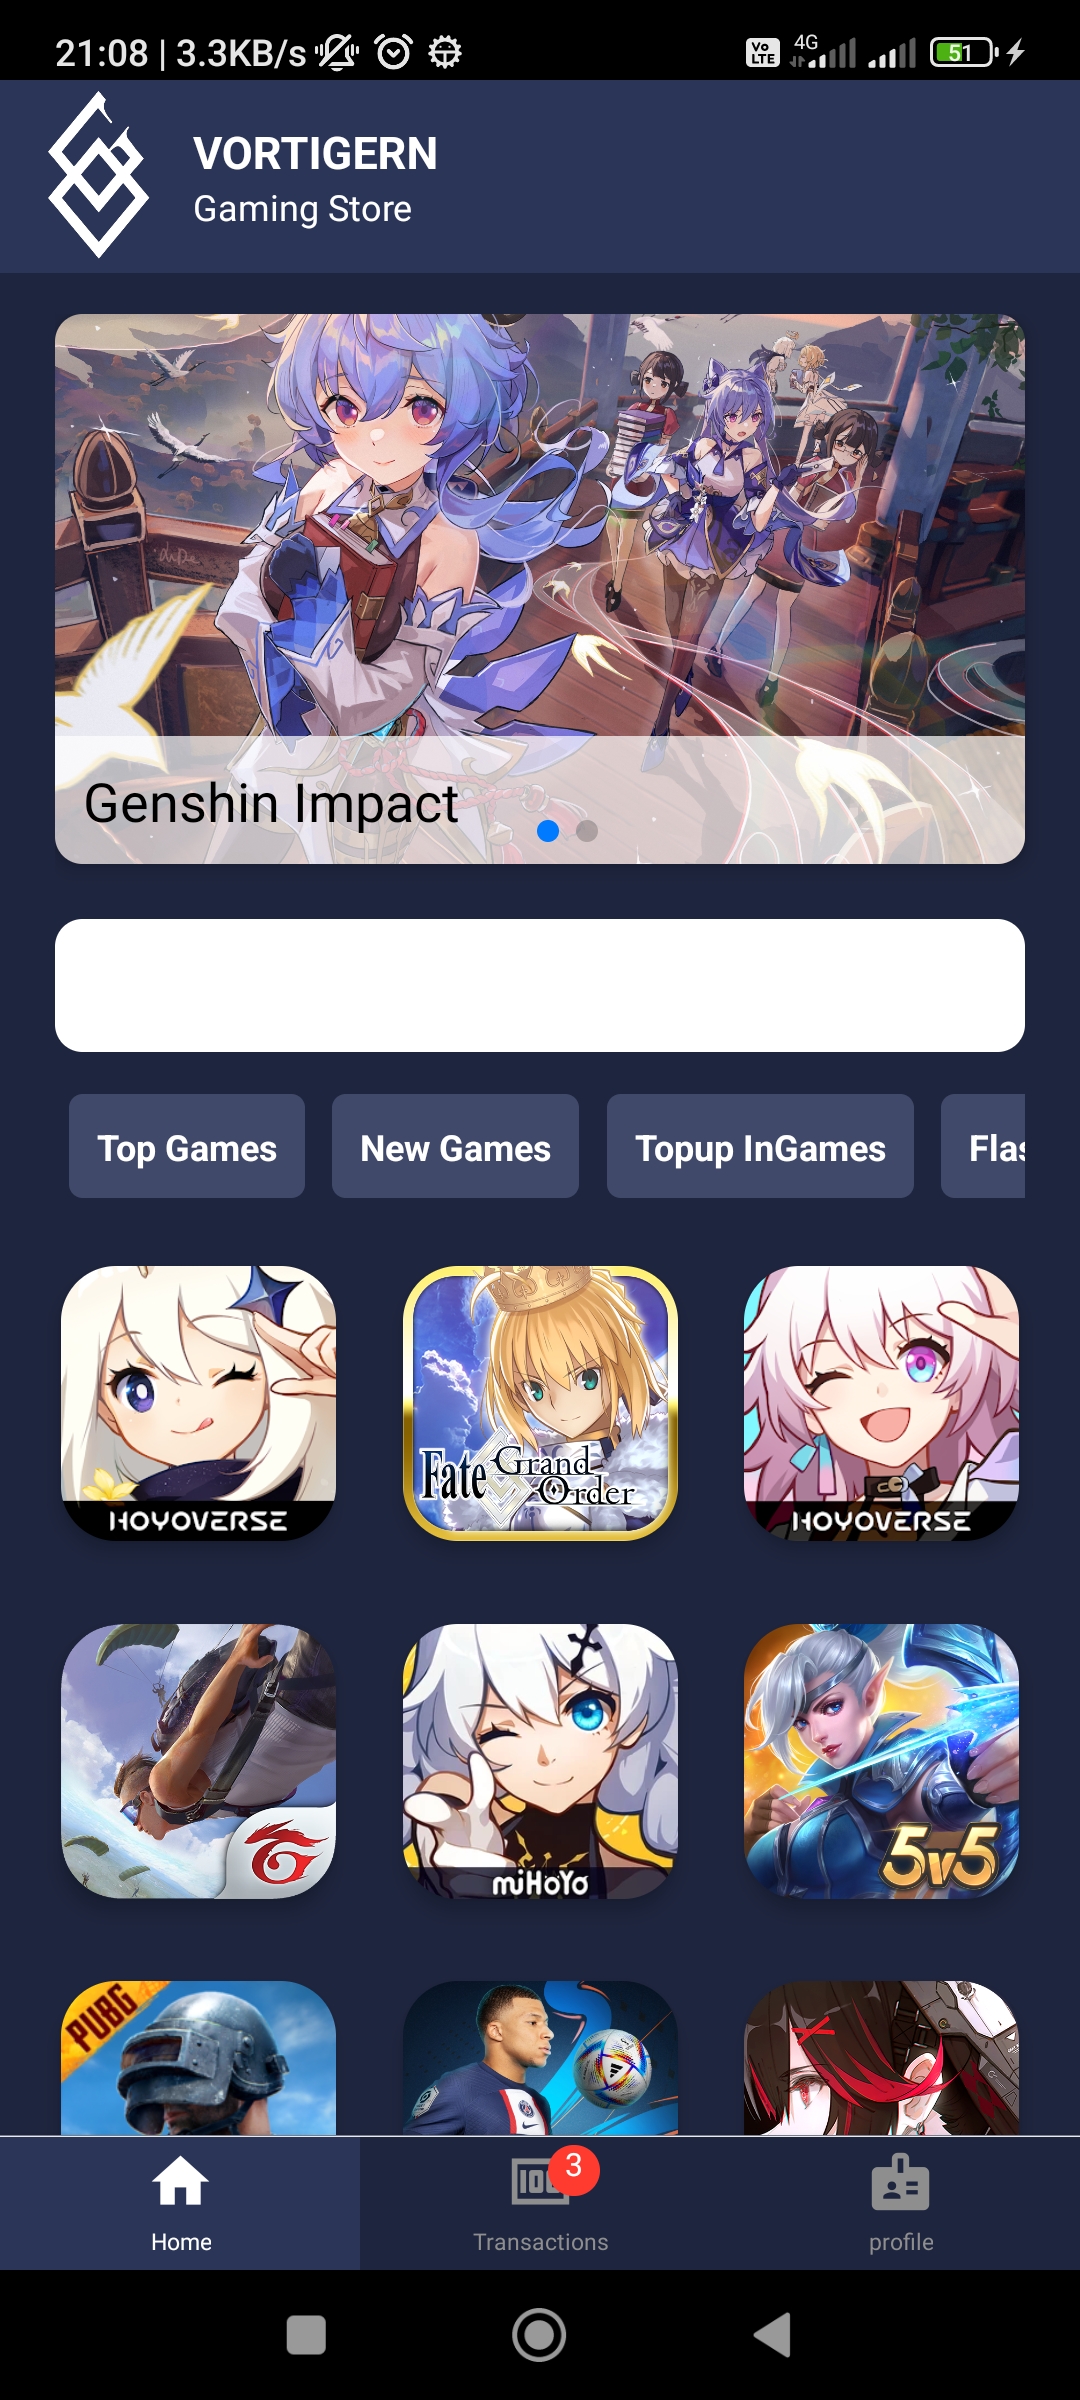 21:08 | 3.3KB/s
Vo LTE 4G 51
VORTIGERN
Gaming Store
Genshin Impact
Top Games New Games Topup InGames Flas
HOYOVERSE Fate Grand Order HOYOVERSE
miHoYo 5v5
PUBG
100 3
Home Transactions profile